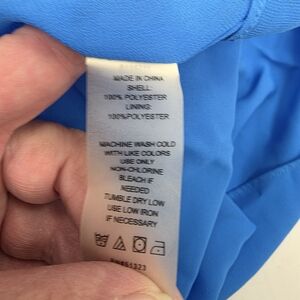 MADE IN CHINA
SHELL:
100% POLYESTER
LINING:
100%POLYESTER
MACHINE WASH COLD
WITH LIKE COLORS
USE ONLY
NON-CHLORINE
BLEACH IF
NEEDED
TUMBLE DRY LOW
USE LOW IRON
IF NECESSARY